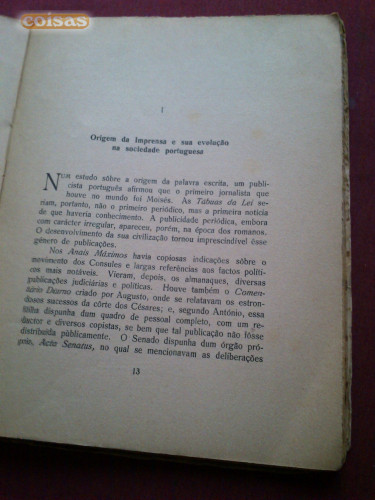 coisas
I
Origem da Imprensa e sua evolução
na sociedade portuguesa
NUM estudo sôbre a origem da palavra escrita, um publi-
cista português afirmou que o primeiro jornalista que
houve no mundo foi Moisés. As Tábuas da Lei se-
riam, portanto, não o primeiro periódico, mas a primeira notícia
de que haveria conhecimento. A publicidade periódica, embora
com carácter irregular, apareceu, porém, na época dos romanos.
O desenvolvimento da sua civilização tornou imprescindível êsse
género de publicações.
Nos Anais Máximos havia copiosas indicações sôbre o
movimento dos Consules e largas referências aos factos políti-
cos mais notáveis. Vieram, depois, os almanaques, diversas
publicações judiciárias e políticas. Houve também o Comen-
tário Diurno criado por Augusto, onde se relatavam os estron-
dosos sucessos da côrte dos Césares; e, segundo António, essa
fôlha dispunha dum quadro de pessoal completo, com um re-
dactor e diversos copistas, se bem que tal publicação não fôsse
distribuída pùblicamente. O Senado dispunha dum órgão pró-
prio, Acta Senatus, no qual se mencionavam as deliberações
13